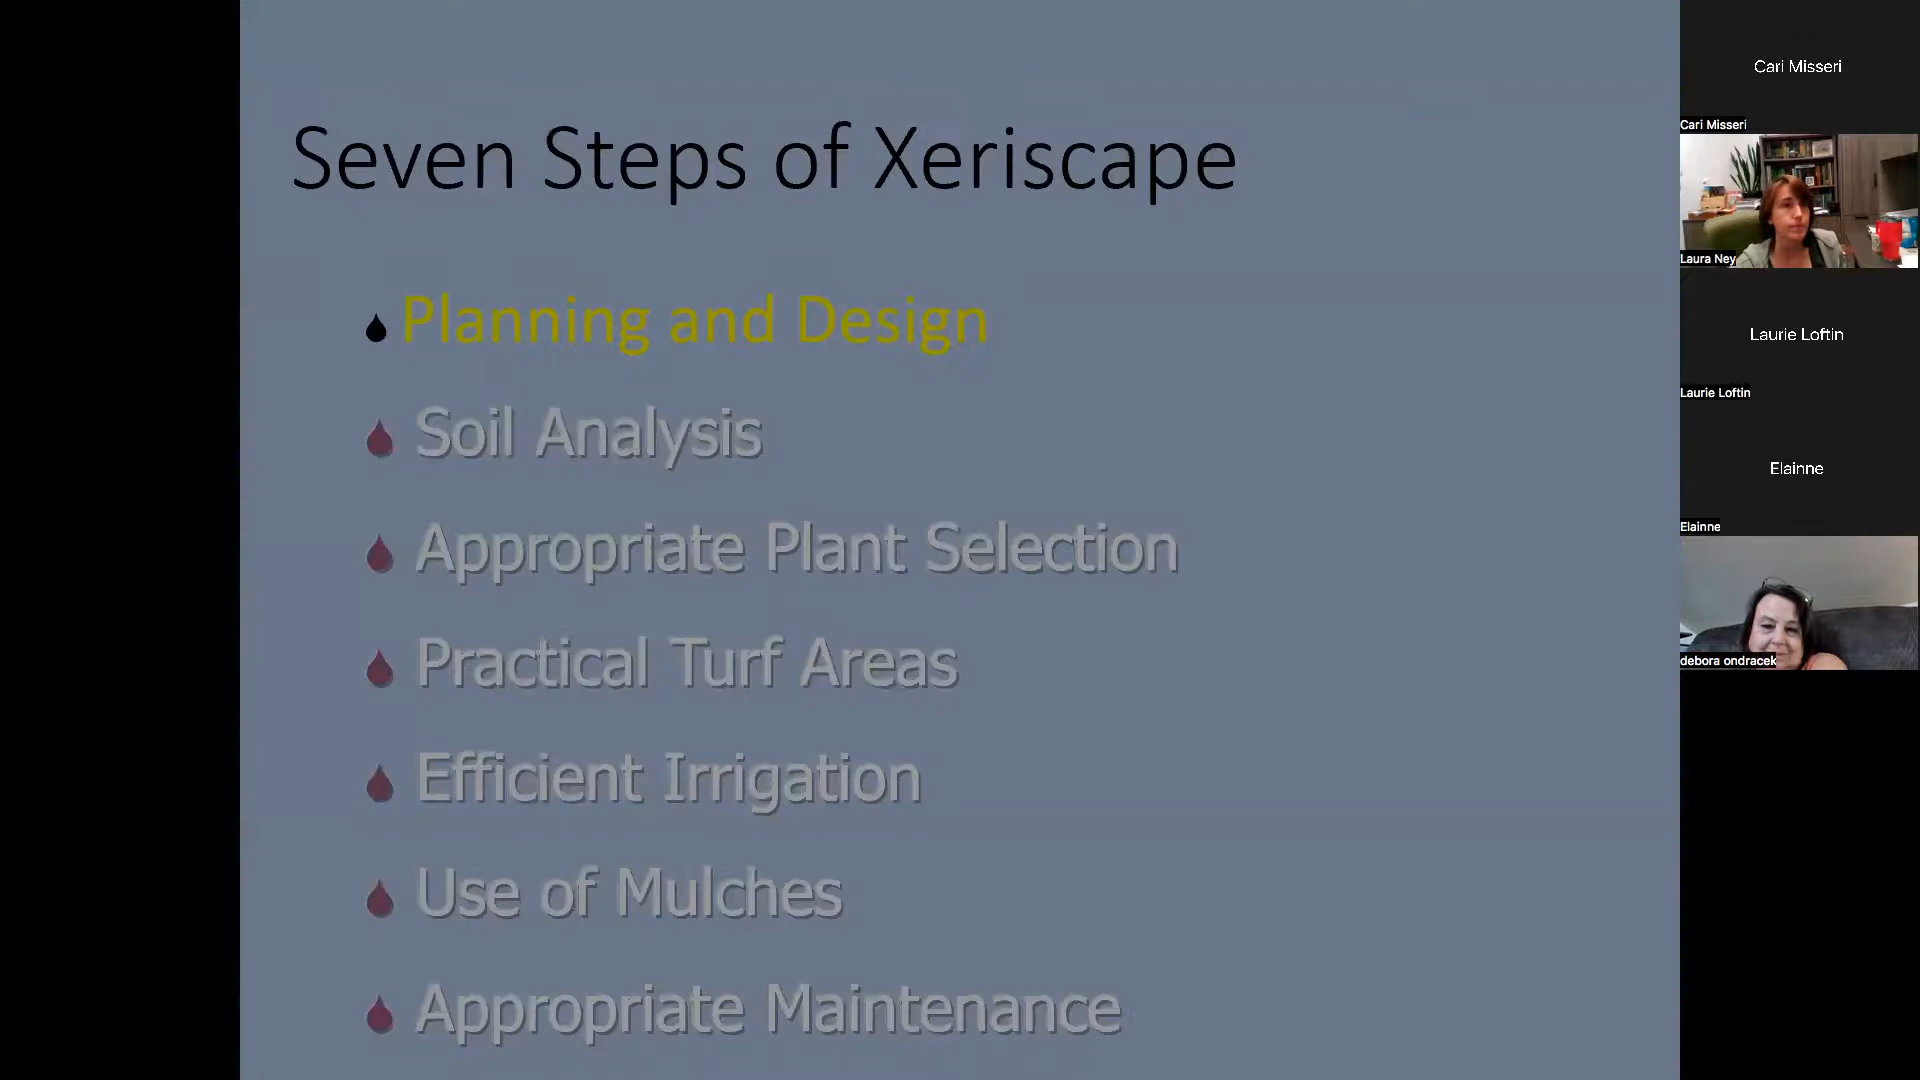 Seven Steps of Xeriscape
Planning and Design
Soil Analysis
Appropriate Plant Selection
Practical Turf Areas
Efficient Irrigation
Use of Mulches
Appropriate Maintenance
Cari Misseri
Cari Misseri
Laura Ney
Laurie Loftin
Laurie Loftin
Elainne
Elainne
debora ondracek